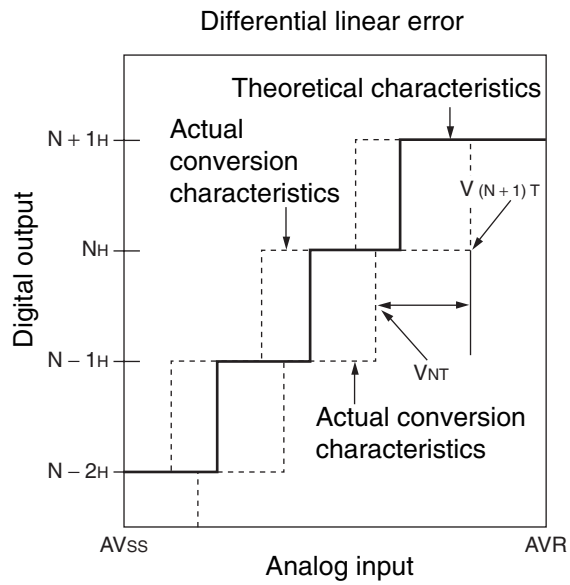 Differential linear error
Theoretical characteristics
N + 1H
Actual
conversion
characteristics
V (N + 1) T
NH
Digital output
N – 1H
VNT
Actual conversion
characteristics
N – 2H
AVSS
AVR
Analog input